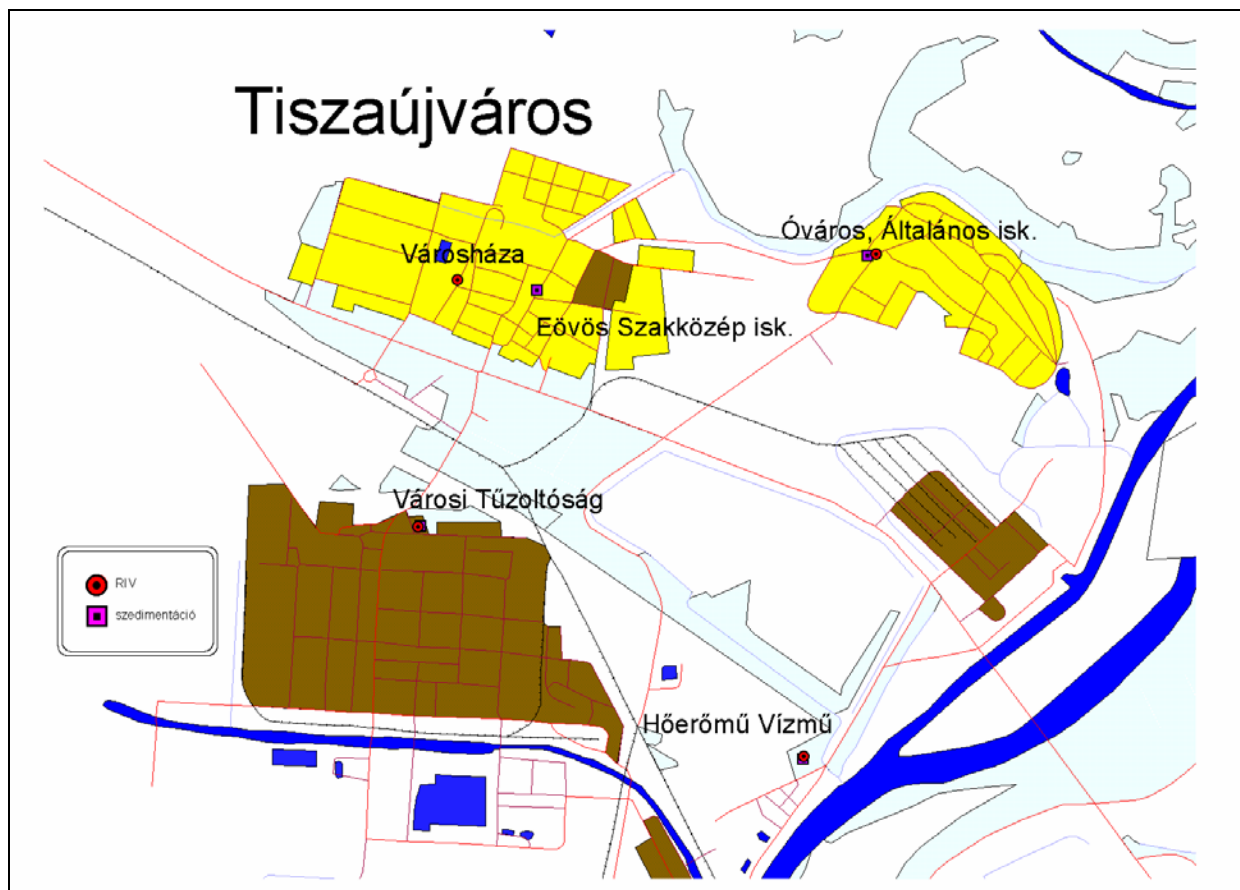 Tiszaújváros
Óváros, Általános isk.
Városháza
Eövös Szakközép isk.
Városi Tűzoltóság
RIV
szedimentáció
Hőerőmű Vízmű